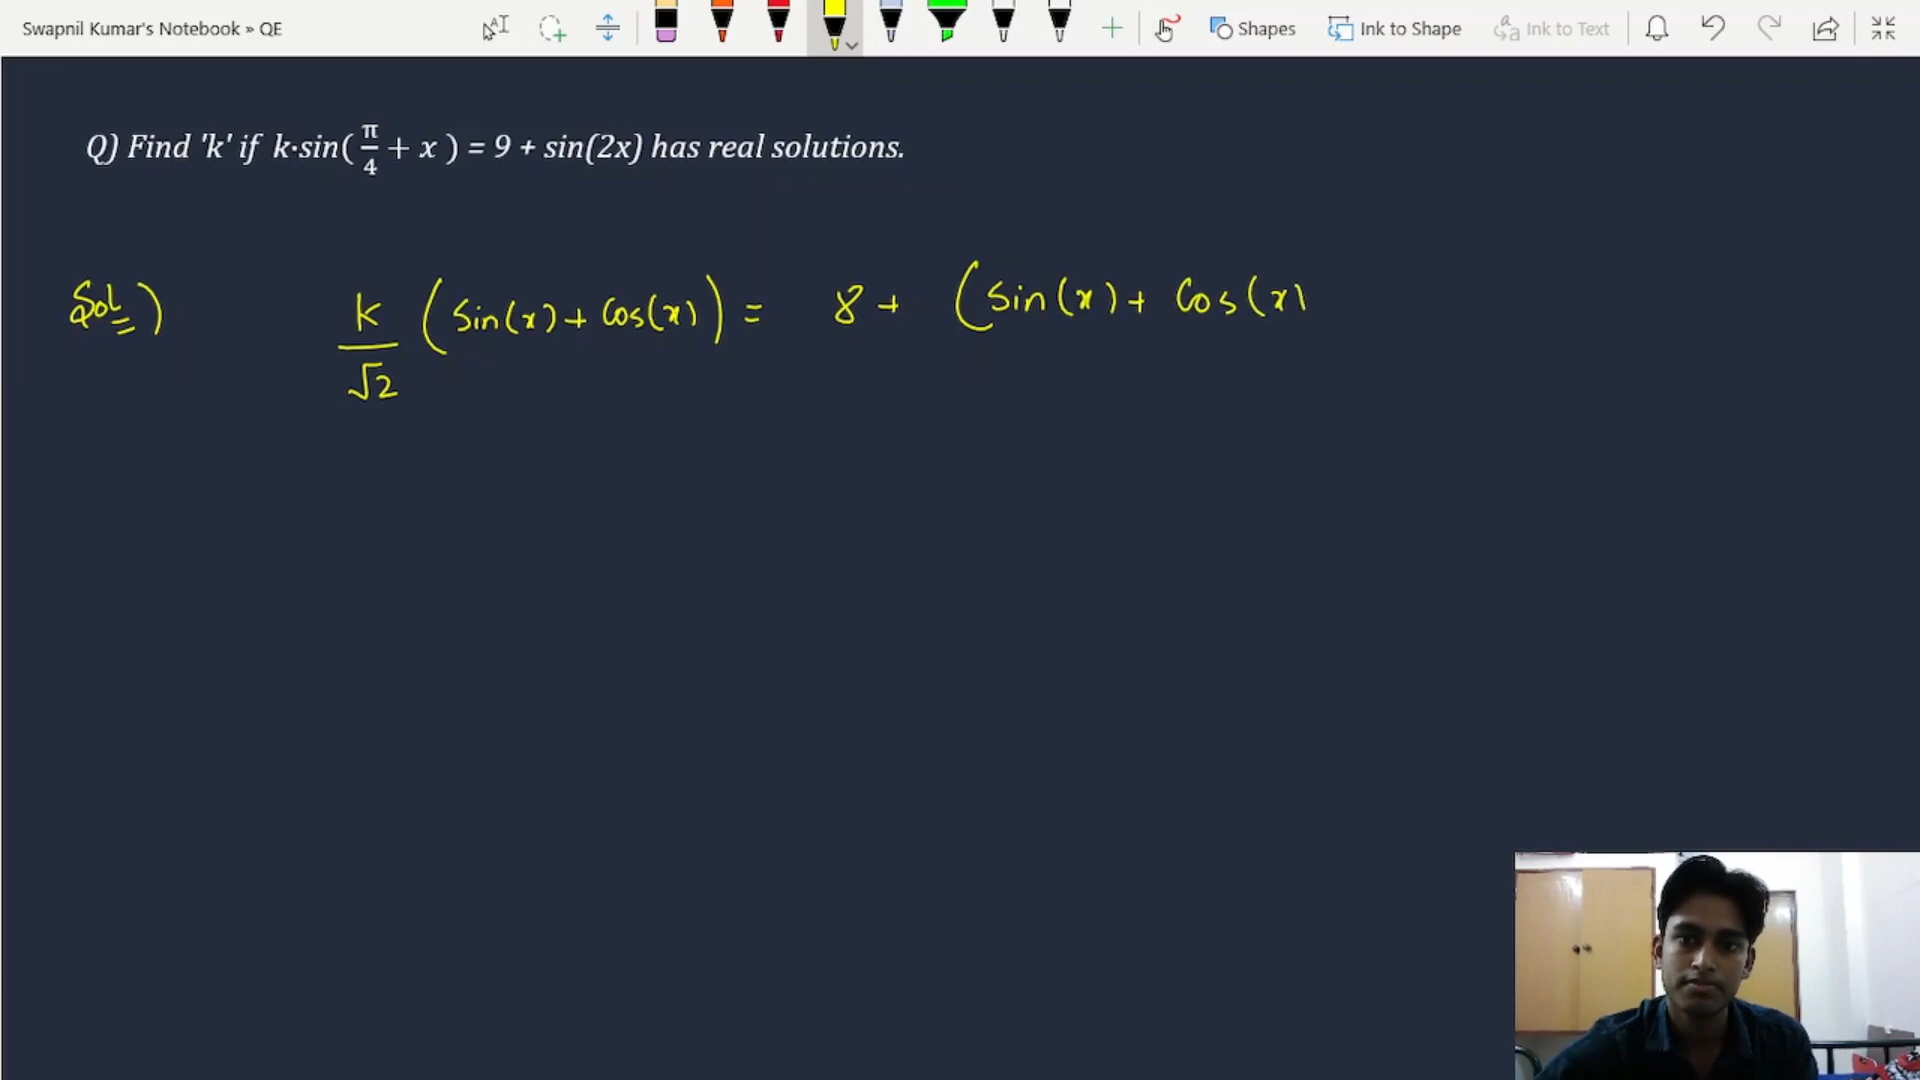 Swapnil Kumar's Notebook » QE
Shapes Ink to Shape Ink to Text
Q) Find 'k' if k·sin( π/4 + x ) = 9 + sin(2x) has real solutions.
Sol) K/√2 (Sin(x) + Cos(x)) = 8 + (Sin(x) + Cos(x)